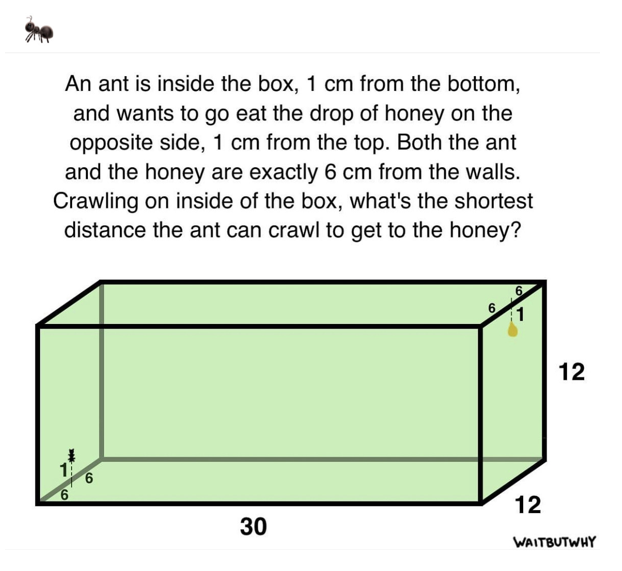 An ant is inside the box, 1 cm from the bottom,
and wants to go eat the drop of honey on the
opposite side, 1 cm from the top. Both the ant
and the honey are exactly 6 cm from the walls.
Crawling on inside of the box, what's the shortest
distance the ant can crawl to get to the honey?
6
6
1
12
1
6
6
12
30
WAITBUTWHY